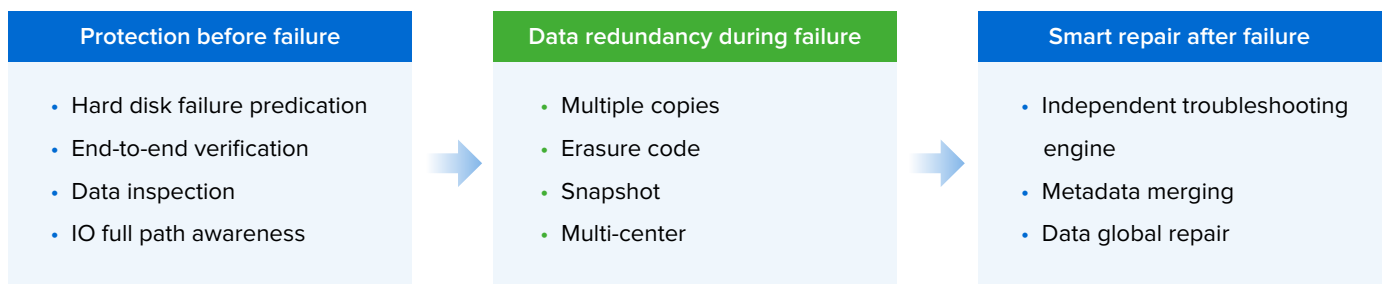 Protection before failure
• Hard disk failure predication
• End-to-end verification
• Data inspection
• IO full path awareness
Data redundancy during failure
• Multiple copies
• Erasure code
• Snapshot
• Multi-center
Smart repair after failure
• Independent troubleshooting
engine
• Metadata merging
• Data global repair